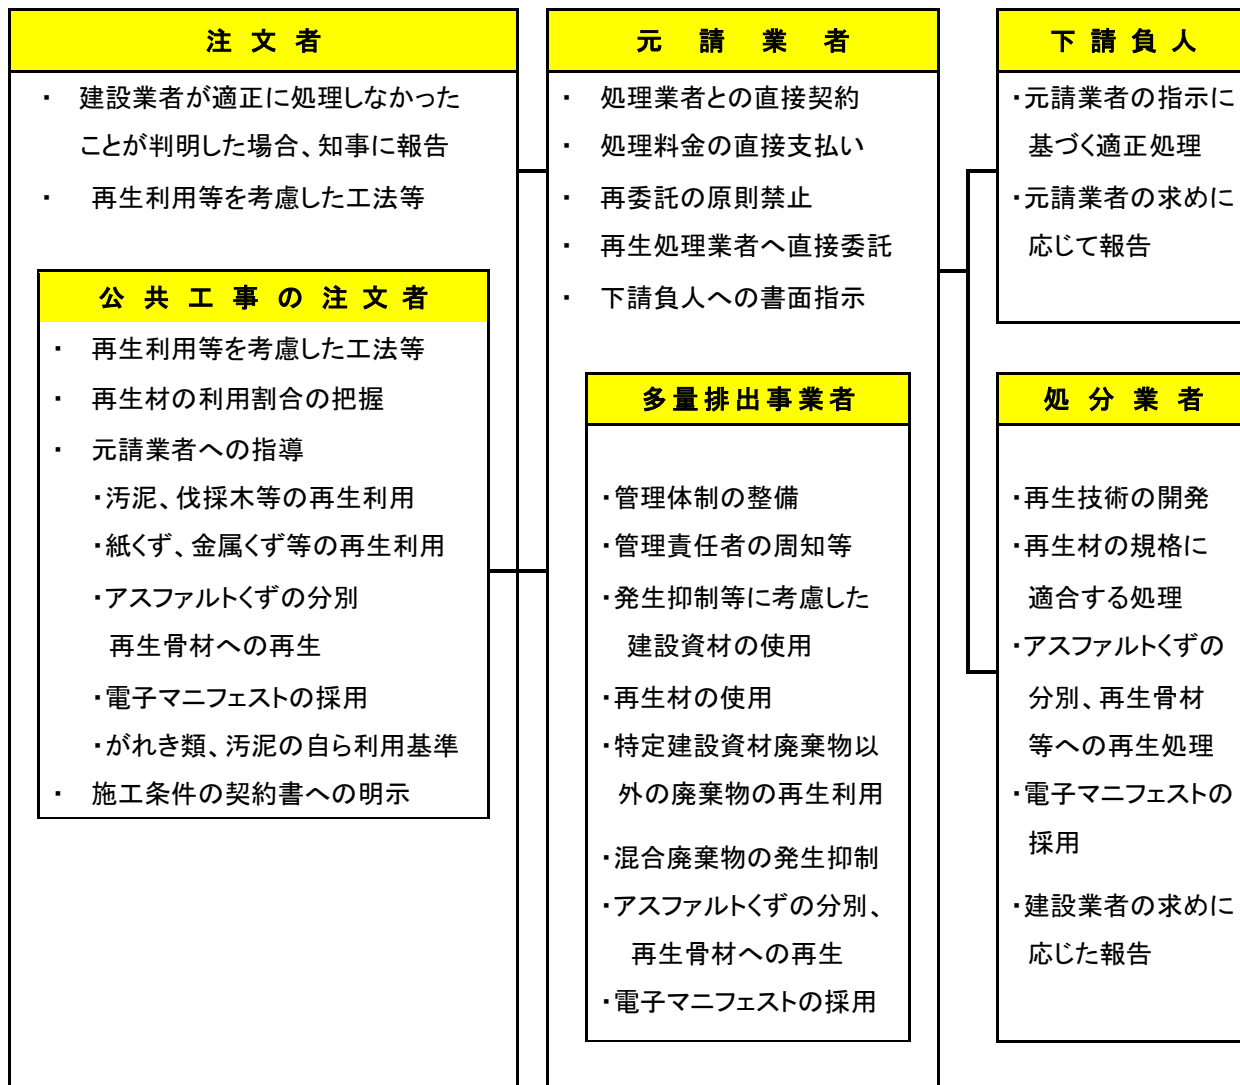 注文者
・ 建設業者が適正に処理しなかった
ことが判明した場合、知事に報告
・ 再生利用等を考慮した工法等
公共工事の注文者
・ 再生利用等を考慮した工法等
・ 再生材の利用割合の把握
・ 元請業者への指導
・汚泥、伐採木等の再生利用
・紙くず、金属くず等の再生利用
・アスファルトくずの分別
再生骨材への再生
・電子マニフェストの採用
・がれき類、汚泥の自ら利用基準
・ 施工条件の契約書への明示
元請業者
・ 処理業者との直接契約
・ 処理料金の直接支払い
・ 再委託の原則禁止
・ 再生処理業者へ直接委託
・ 下請負人への書面指示
多量排出事業者
・管理体制の整備
・管理責任者の周知等
・発生抑制等に考慮した
建設資材の使用
・再生材の使用
・特定建設資材廃棄物以
外の廃棄物の再生利用
・混合廃棄物の発生抑制
・アスファルトくずの分別、
再生骨材への再生
・電子マニフェストの採用
下請負人
・元請業者の指示に
基づく適正処理
・元請業者の求めに
応じて報告
処分業者
・再生技術の開発
・再生材の規格に
適合する処理
・アスファルトくずの
分別、再生骨材
等への再生処理
・電子マニフェストの
採用
・建設業者の求めに
応じた報告